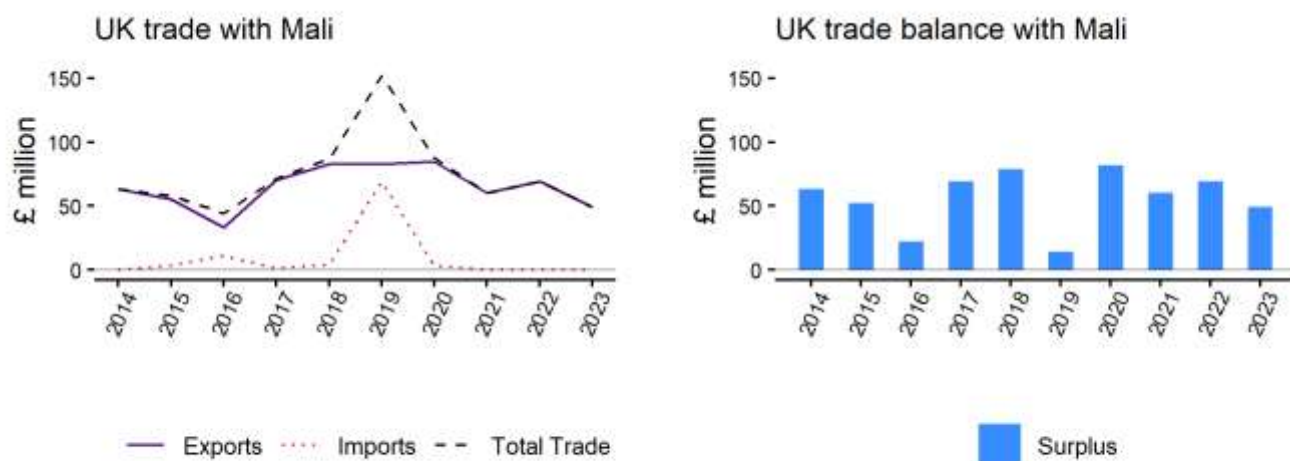 UK trade with Mali
150
100
50
0
£ million
2014 2015 2016 2017 2018 2019 2020 2021 2022 2023
Exports Imports Total Trade
UK trade balance with Mali
150
100
50
0
£ million
2014 2015 2016 2017 2018 2019 2020 2021 2022 2023
Surplus